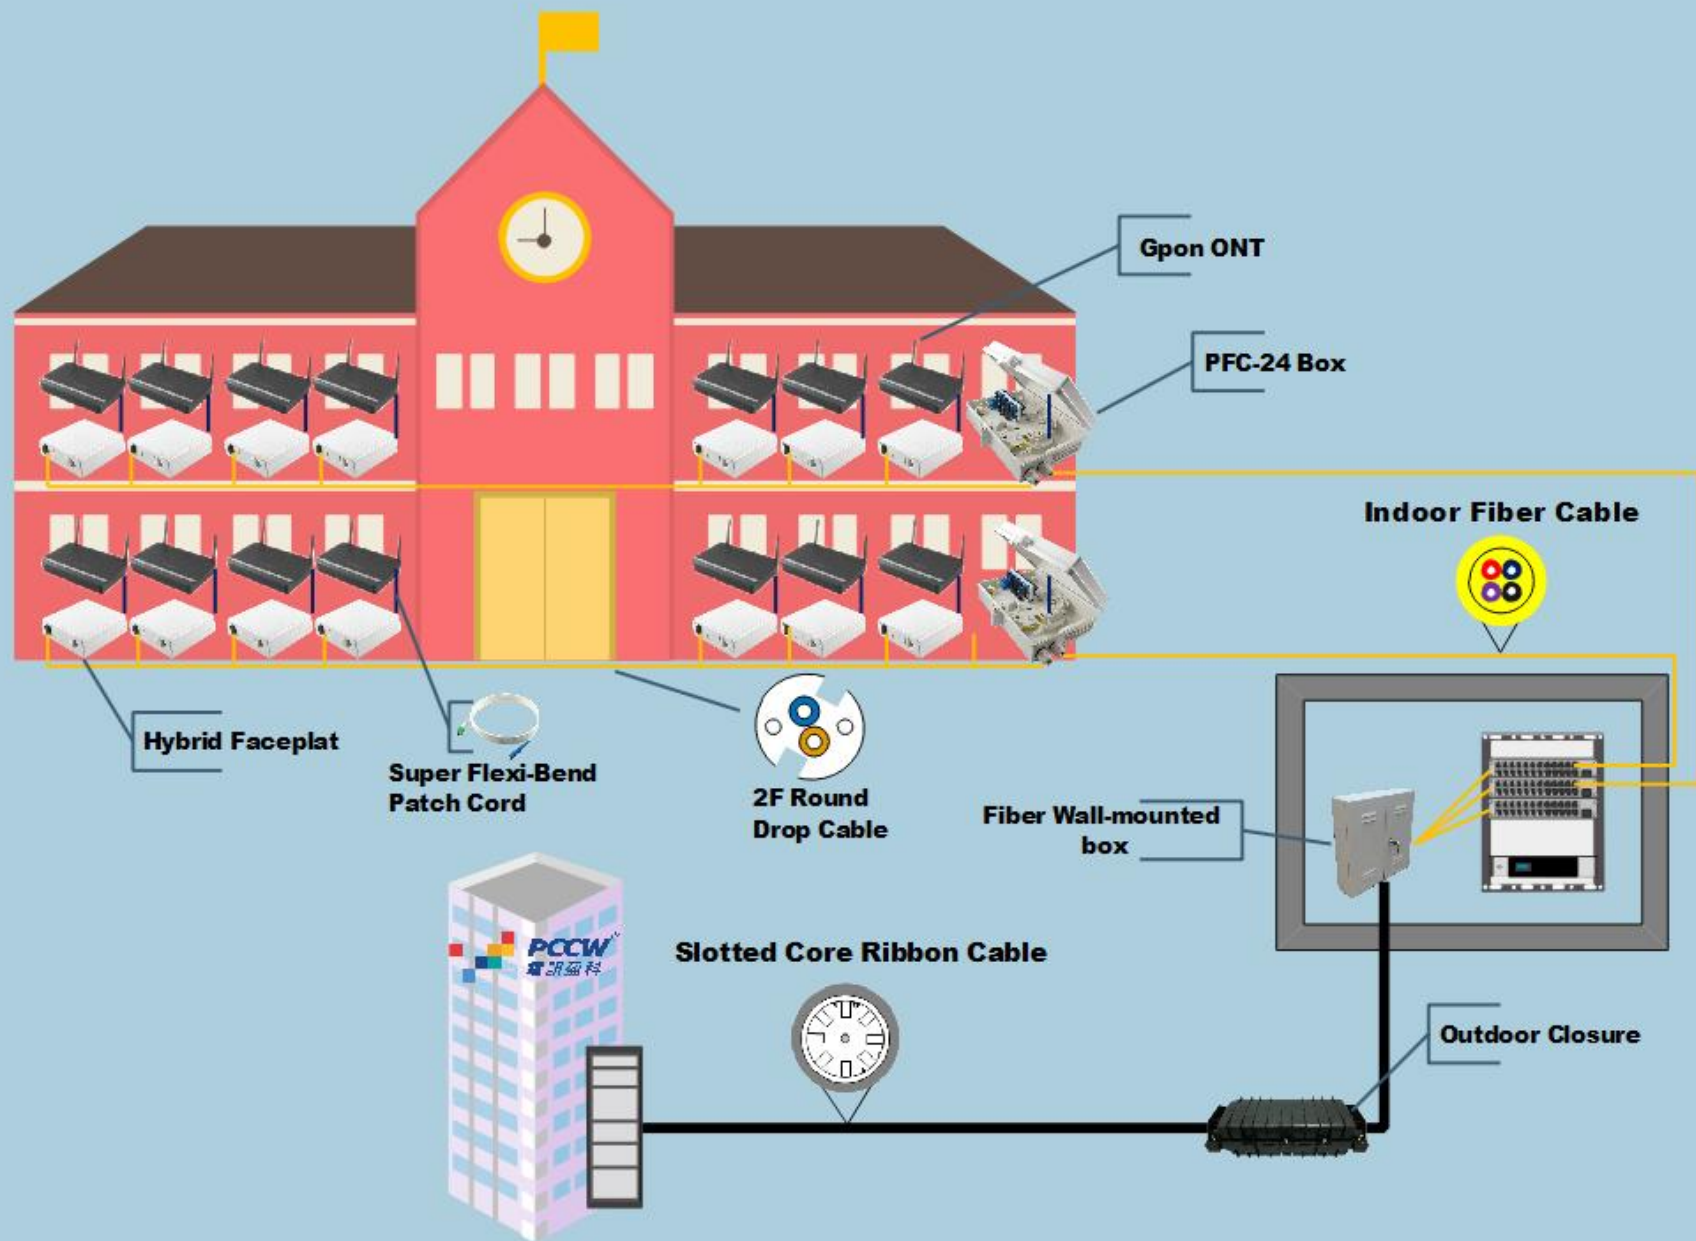 Gpon ONT
PFC-24 Box
Indoor Fiber Cable
Hybrid Faceplat
Super Flexi-Bend
Patch Cord
2F Round
Drop Cable
Fiber Wall-mounted
box
PCCW
Slotted Core Ribbon Cable
Outdoor Closure